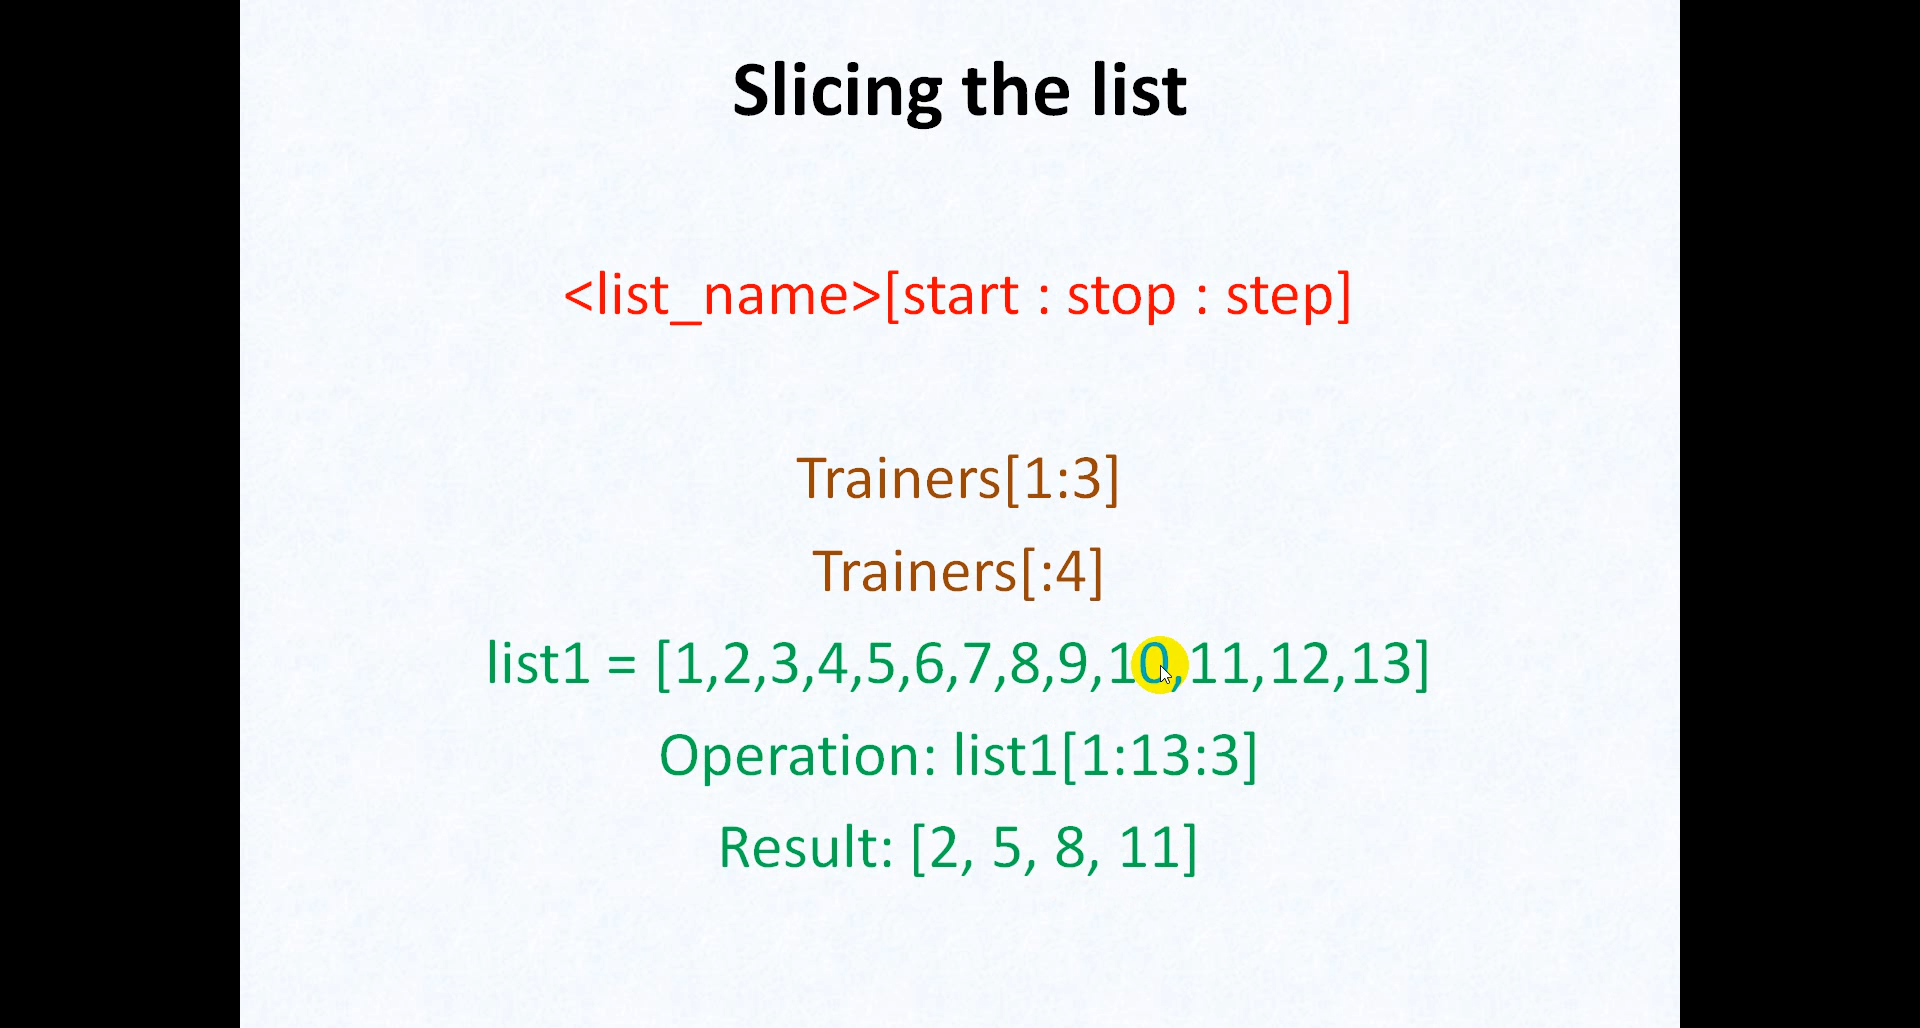 Slicing the list
<list_name>[start : stop : step]
Trainers[1:3]
Trainers[:4]
list1 = [1,2,3,4,5,6,7,8,9,10,11,12,13]
Operation: list1[1:13:3]
Result: [2, 5, 8, 11]